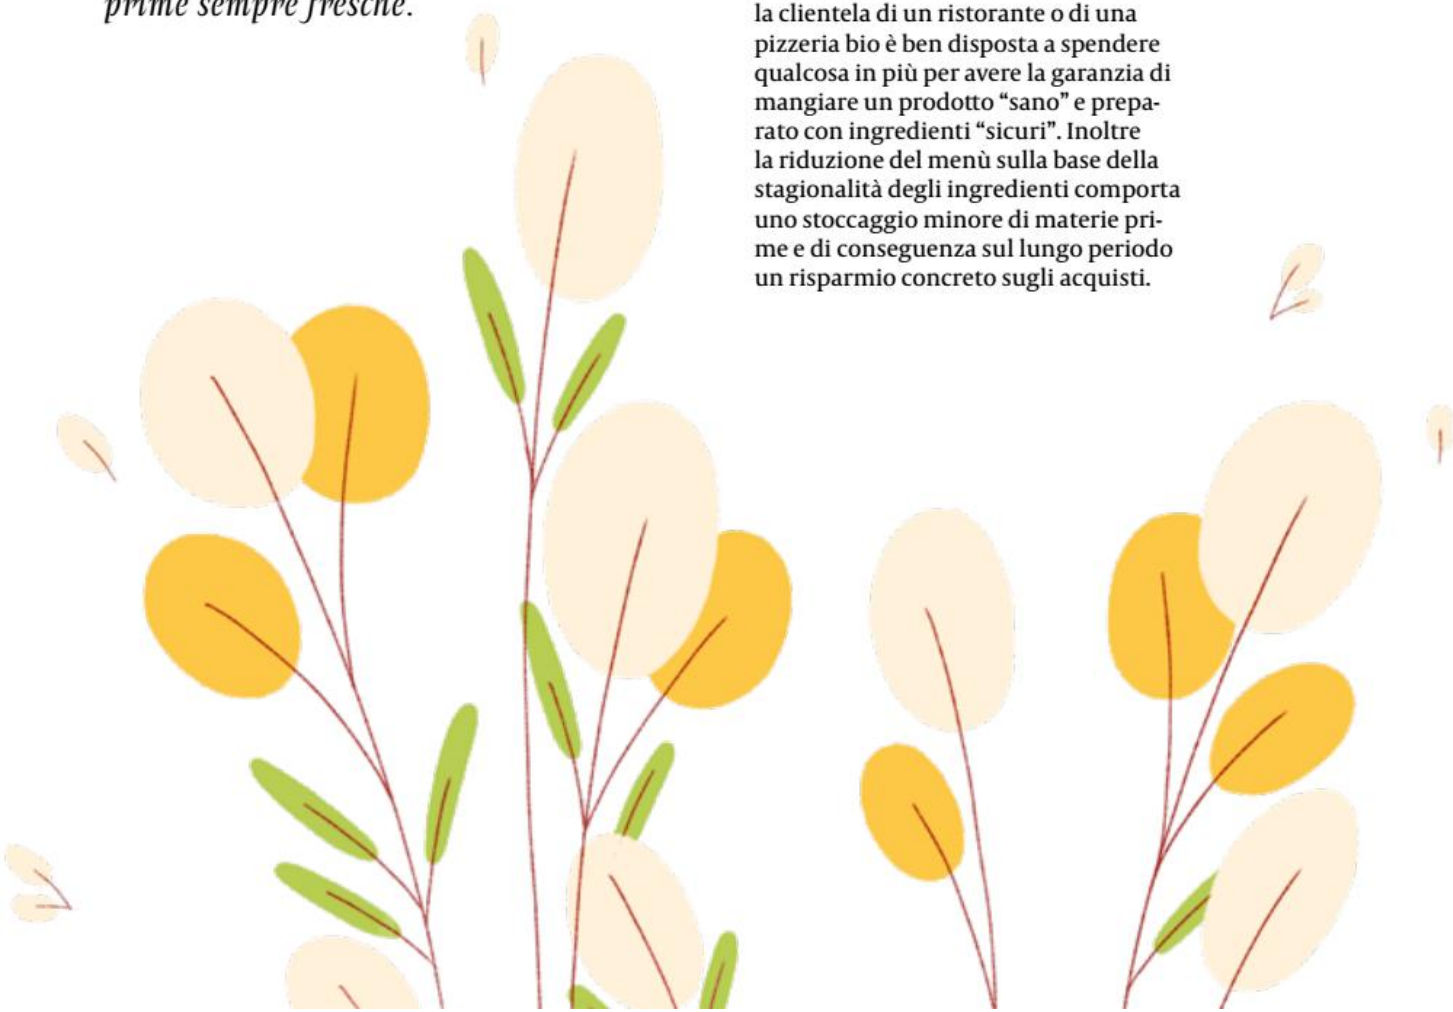 prime sempre fresche.
la clientela di un ristorante o di una
pizzeria bio è ben disposta a spendere
qualcosa in più per avere la garanzia di
mangiare un prodotto “sano” e prepa-
rato con ingredienti “sicuri”. Inoltre
la riduzione del menù sulla base della
stagionalità degli ingredienti comporta
uno stoccaggio minore di materie pri-
me e di conseguenza sul lungo periodo
un risparmio concreto sugli acquisti.